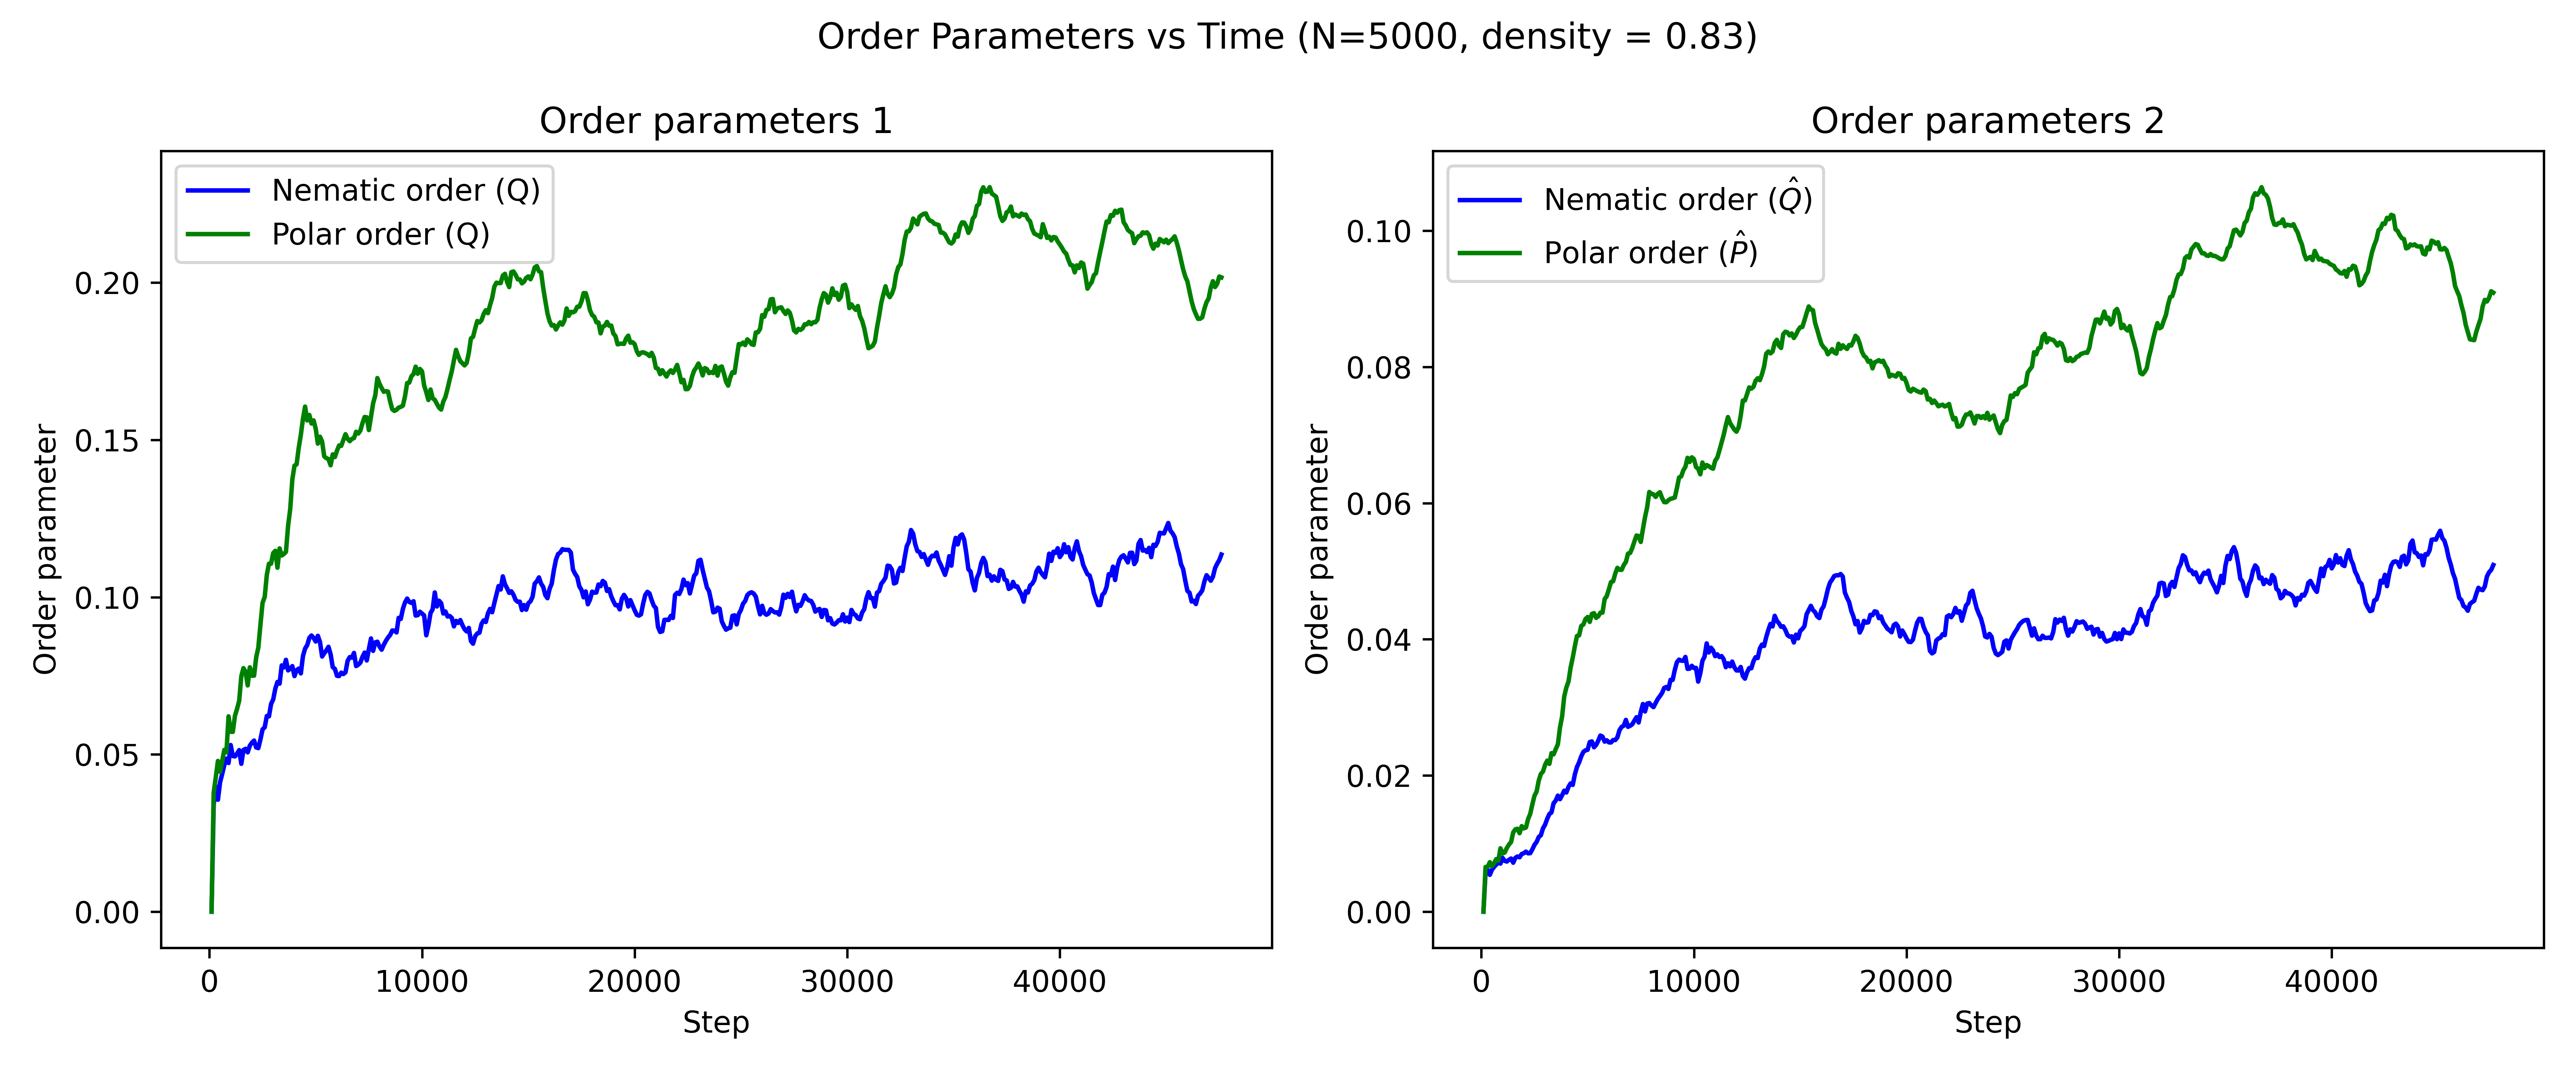 Order Parameters vs Time (N=5000, density = 0.83)
Order parameters 1
Nematic order (Q)
Polar order (Q)
Order parameter
0.20
0.15
0.10
0.05
0.00
0 10000 20000 30000 40000
Step
Order parameters 2
Nematic order (Q̂)
Polar order (P̂)
Order parameter
0.10
0.08
0.06
0.04
0.02
0.00
0 10000 20000 30000 40000
Step